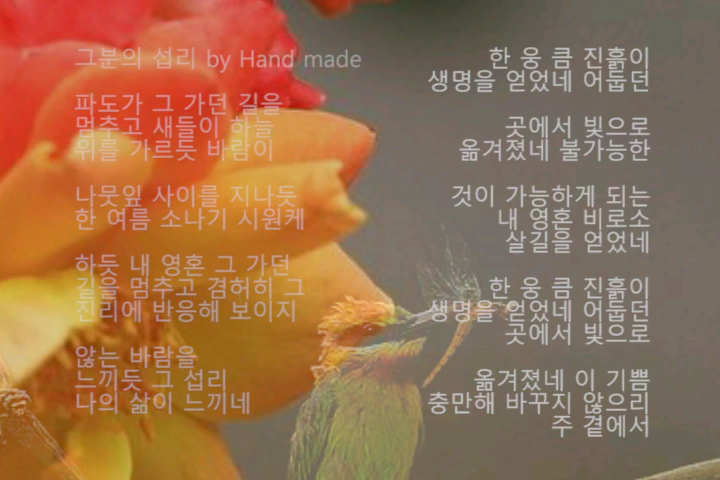 그분의 섭리 by Hand made
파도가 그 가던 길을
멈추고 새들이 하늘
위를 가르듯 바람이
나뭇잎 사이를 지나듯
한 여름 소나기 시원케
하듯 내 영혼 그 가던
길을 멈추고 겸허히 그
진리에 반응해 보이지
않는 바람을
느끼듯 그 섭리
나의 삶이 느끼네
한 웅 큼 진흙이
생명을 얻었네 어둡던
곳에서 빛으로
옮겨졌네 불가능한
것이 가능하게 되는
내 영혼 비로소
살길을 얻었네
한 웅 큼 진흙이
생명을 얻었네 어둡던
곳에서 빛으로
옮겨졌네 이 기쁨
충만해 바꾸지 않으리
주 곁에서